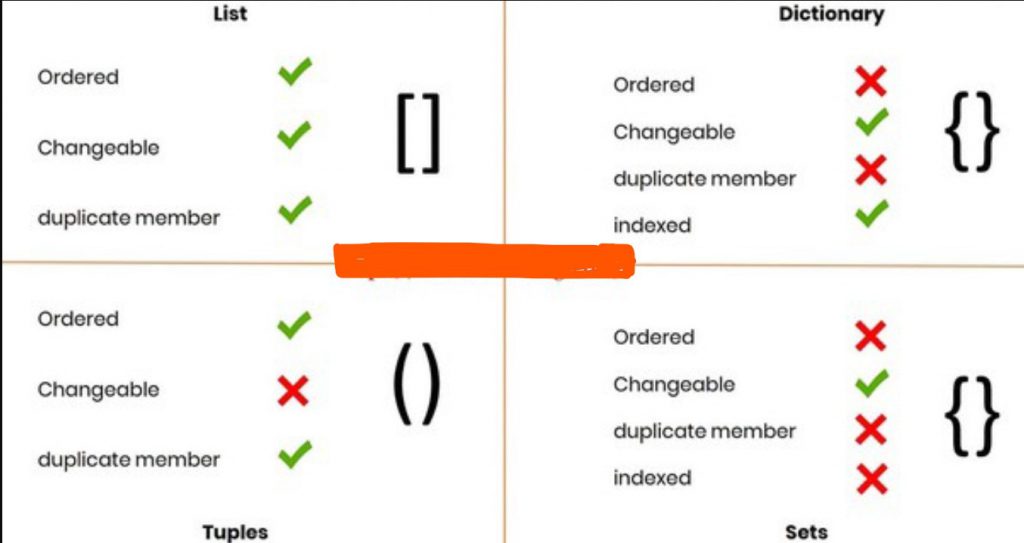 List
Ordered
Changeable
duplicate member
[]
Dictionary
Ordered
Changeable
duplicate member
indexed
{}
Ordered
Changeable
duplicate member
()
Tuples
Ordered
Changeable
duplicate member
indexed
{}
Sets